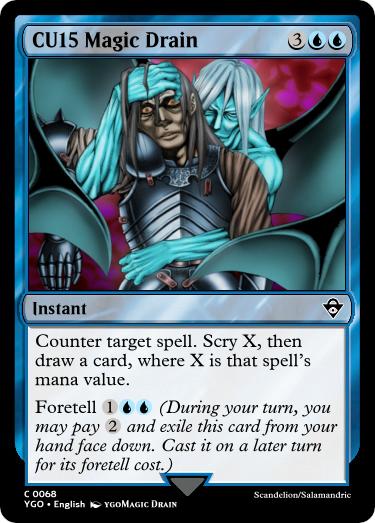 CU15 Magic Drain 3
Instant
Counter target spell. Scry X, then
draw a card, where X is that spell's
mana value.
Foretell 1 (During your turn, you
may pay 2 and exile this card from your
hand face down. Cast it on a later turn
for its foretell cost.)
C 0068
YGO • English YGOMAGIC DRAIN
Scandelion/Salamandric